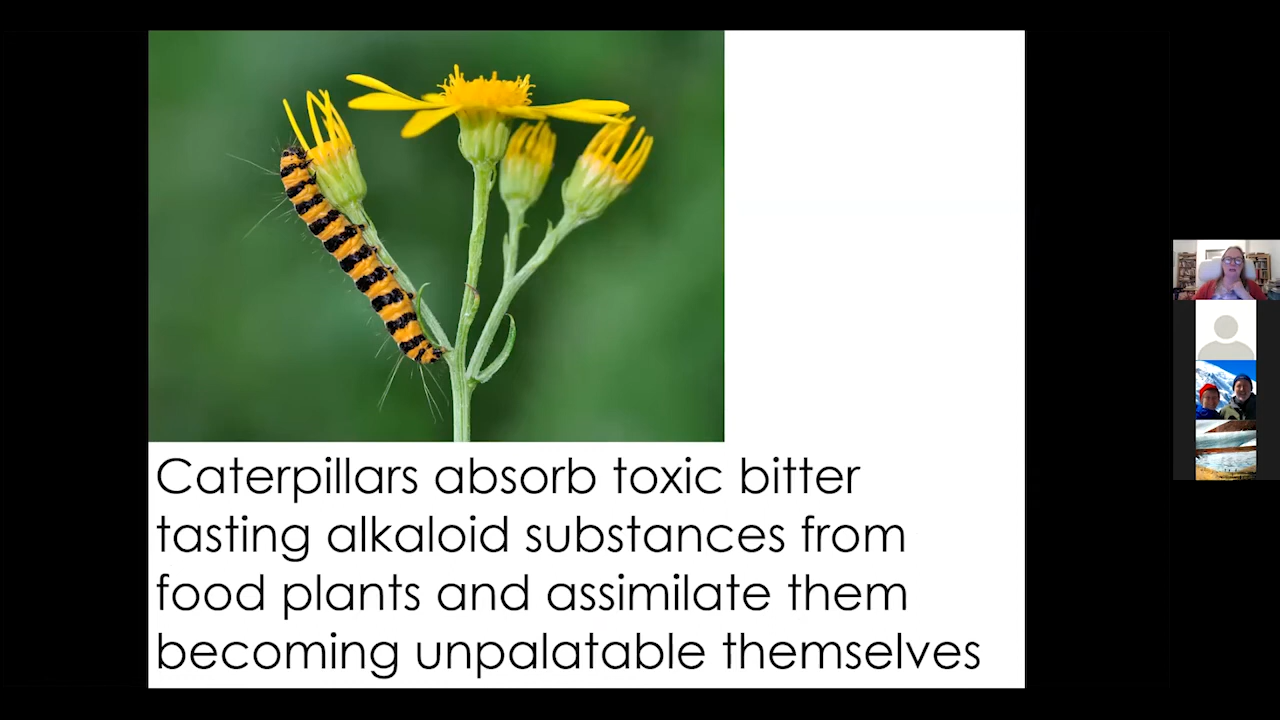 Caterpillars absorb toxic bitter
tasting alkaloid substances from
food plants and assimilate them
becoming unpalatable themselves